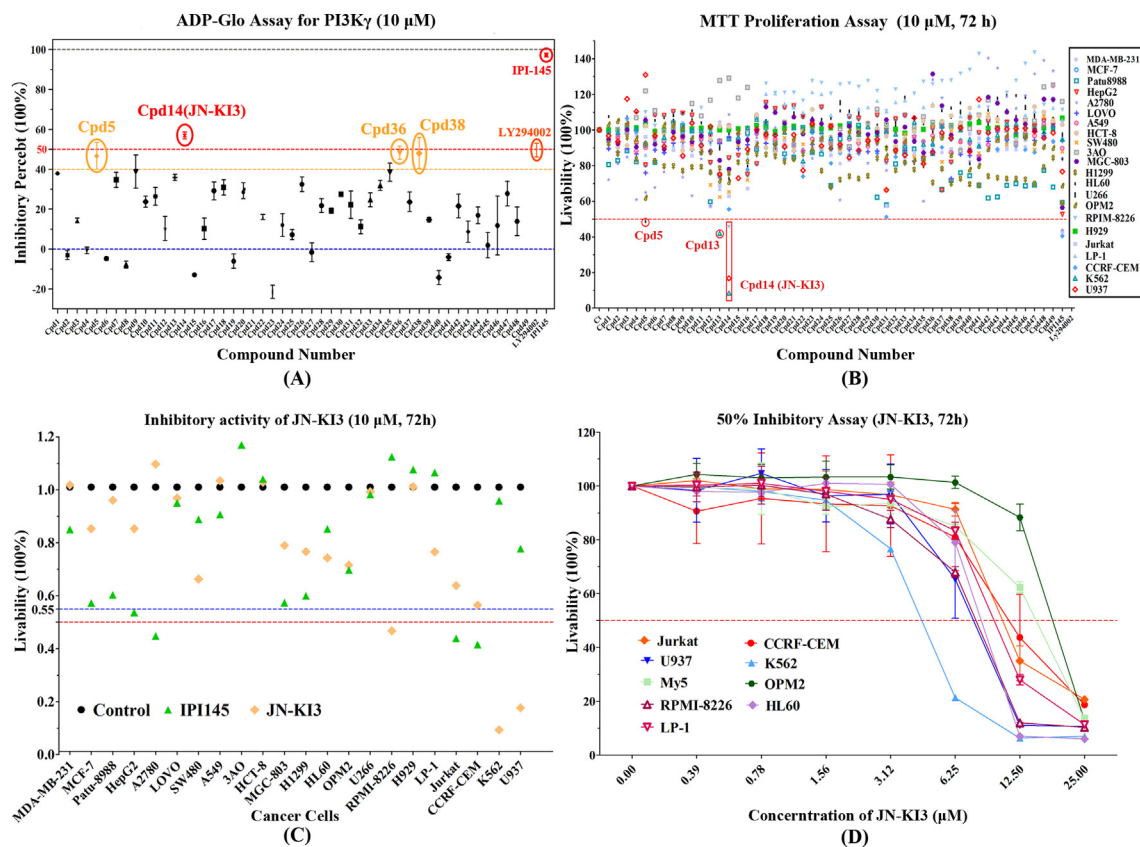 ADP-Glo Assay for PI3Kγ (10 μM)
Inhibitory Percebt (100%)
100
80
60
50
40
20
0
-20
Cpd5
Cpd14(JN-KI3)
Cpd36
Cpd38
IPI-145
LY294002
Compound Number
(A)
MTT Proliferation Assay (10 μM, 72 h)
Livability (100%)
140
120
100
80
60
40
20
0
Cpd5
Cpd13
Cpd14 (JN-KI3)
Compound Number
MDA-MB-231
MCF-7
Patu8988
HepG2
A2780
LOVO
A549
HCT-8
SW480
3AO
MGC-803
H1299
HL60
U266
OPM2
RPIM-8226
H929
Jurkat
LP-1
CCRF-CEM
K562
U937
(B)
Inhibitory activity of JN-KI3 (10 μM, 72h)
Livability (100%)
1.2
1.0
0.8
0.6
0.55
0.4
0.2
0.0
Control
IPI145
JN-KI3
MDA-MB-231
MCF-7
Patu-8988
HepG2
A2780
LOVO
SW480
A549
3AO
HCT-8
MGC-803
H1299
HL60
OPM2
U266
RPMI-8226
H929
LP-1
Jurkat
CCRF-CEM
K562
U937
Cancer Cells
(C)
50% Inhibitory Assay (JN-KI3, 72h)
Livability (100%)
120
100
80
60
40
20
0
Jurkat
U937
My5
RPMI-8226
LP-1
CCRF-CEM
K562
OPM2
HL60
0.00
0.39
0.78
1.56
3.12
6.25
12.50
25.00
Concerntration of JN-KI3 (μM)
(D)